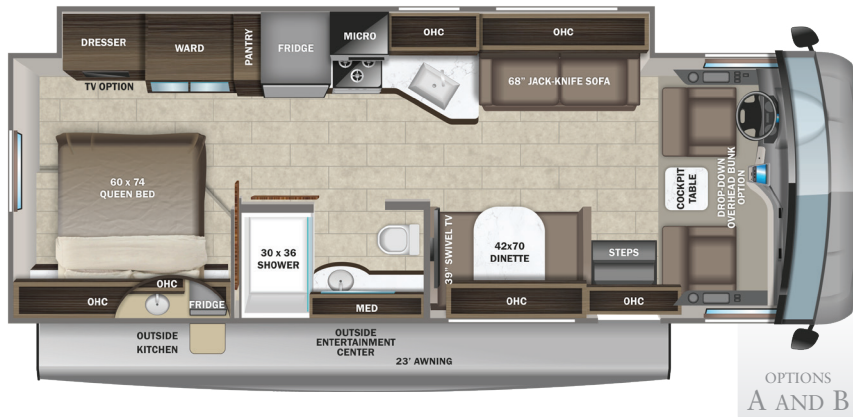 DRESSER
WARD
PANTRY
FRIDGE
MICRO
OHC
OHC
TV OPTION
68" JACK-KNIFE SOFA
60 x 74
QUEEN BED
COCKPIT
TABLE
DROP-DOWN
OVERHEAD BUNK
OPTION
30 x 36
SHOWER
39" SWIVEL TV
42x70
DINETTE
STEPS
OHC
OHC
FRIDGE
MED
OHC
OHC
OUTSIDE
KITCHEN
OUTSIDE
ENTERTAINMENT
CENTER
23' AWNING
OPTIONS
A AND B